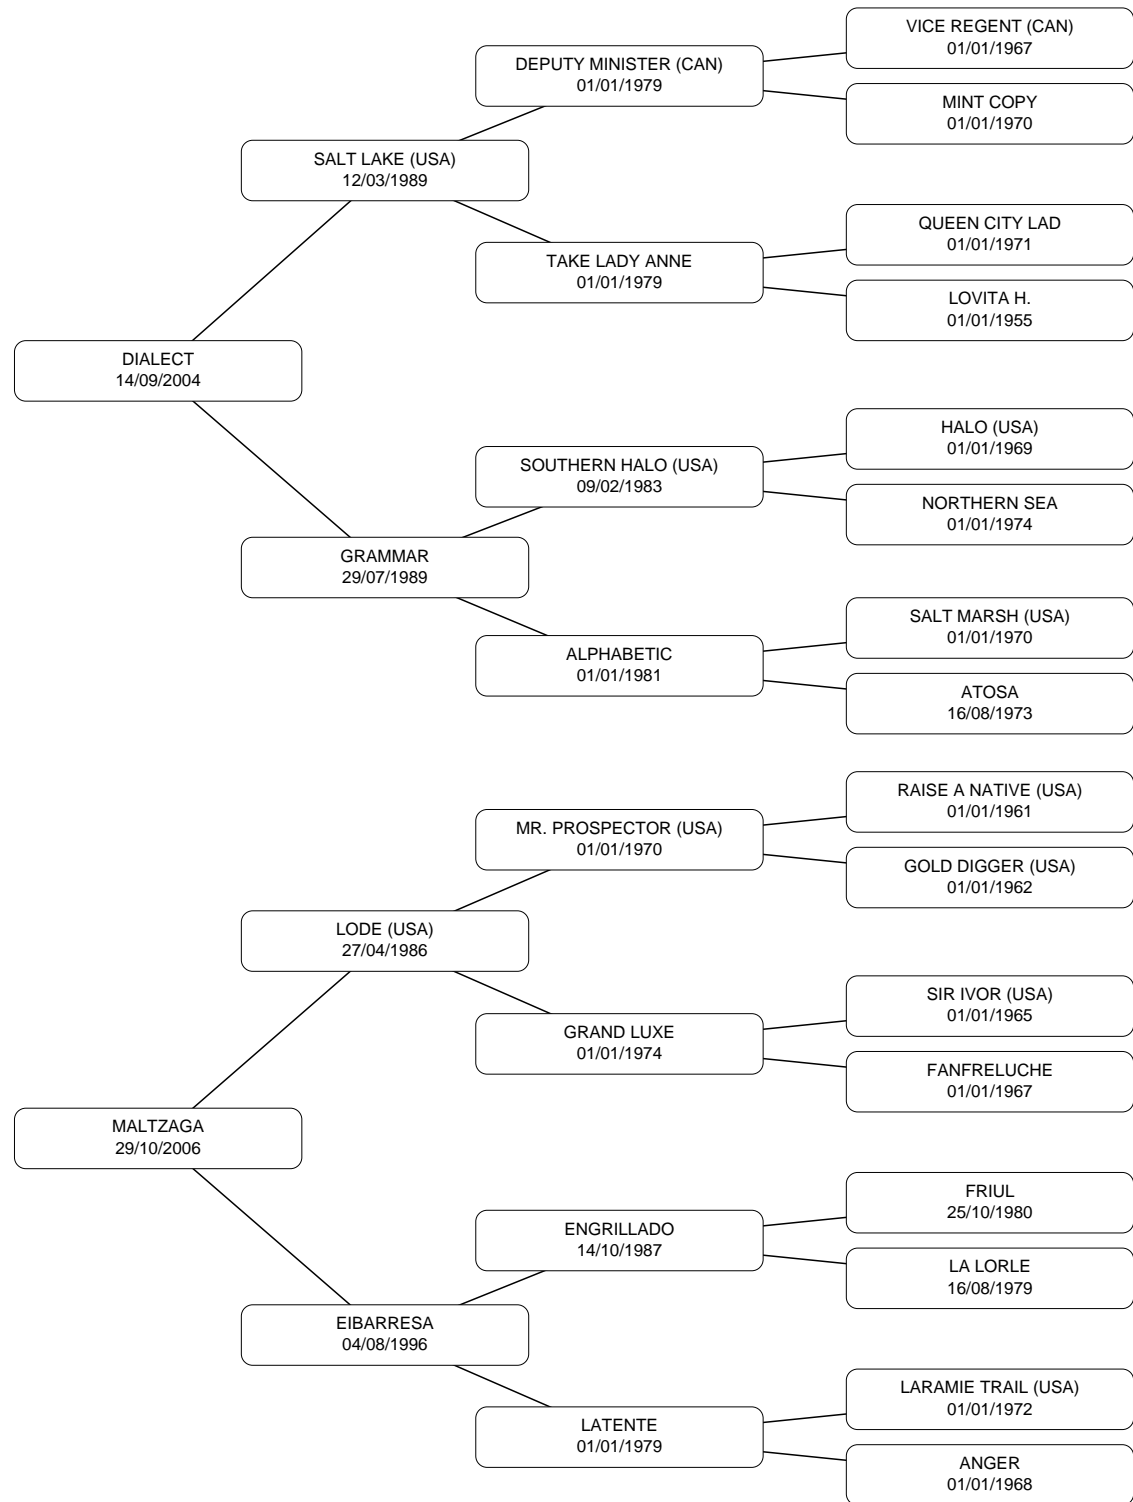 VICE REGENT (CAN)
01/01/1967
DEPUTY MINISTER (CAN)
01/01/1979
MINT COPY
01/01/1970
SALT LAKE (USA)
12/03/1989
QUEEN CITY LAD
01/01/1971
TAKE LADY ANNE
01/01/1979
LOVITA H.
01/01/1955
DIALECT
14/09/2004
HALO (USA)
01/01/1969
SOUTHERN HALO (USA)
09/02/1983
NORTHERN SEA
01/01/1974
GRAMMAR
29/07/1989
SALT MARSH (USA)
01/01/1970
ALPHABETIC
01/01/1981
ATOSA
16/08/1973
RAISE A NATIVE (USA)
01/01/1961
MR. PROSPECTOR (USA)
01/01/1970
GOLD DIGGER (USA)
01/01/1962
LODE (USA)
27/04/1986
SIR IVOR (USA)
01/01/1965
GRAND LUXE
01/01/1974
FANFRELUCHE
01/01/1967
MALTZAGA
29/10/2006
FRIUL
25/10/1980
ENGRILLADO
14/10/1987
LA LORLE
16/08/1979
EIBARRESA
04/08/1996
LARAMIE TRAIL (USA)
01/01/1972
LATENTE
01/01/1979
ANGER
01/01/1968